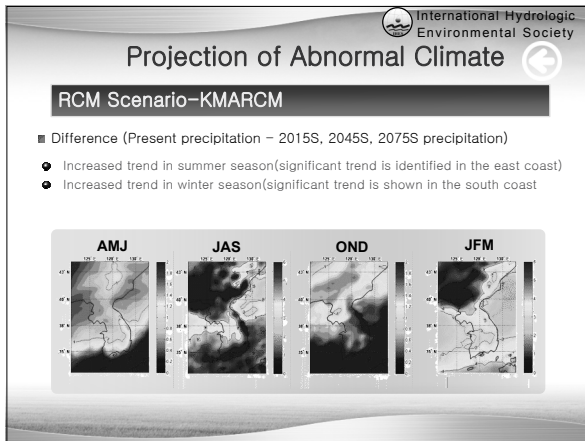 International Hydrologic
Environmental Society
Projection of Abnormal Climate
RCM Scenario-KMARCM
Difference (Present precipitation - 2015S, 2045S, 2075S precipitation)
Increased trend in summer season(significant trend is identified in the east coast)
Increased trend in winter season(significant trend is shown in the south coast
AMJ JAS OND JFM